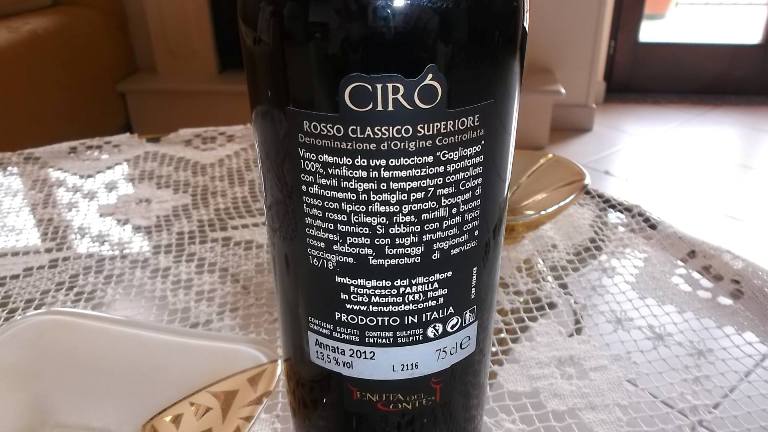 CIRÓ
ROSSO CLASSICO SUPERIORE
Denominazione d'Origine Controllata
Vino ottenuto da uve autoctone "Gaglioppo"
100%, vinificate in fermentazione spontanea
con lieviti indigeni a temperatura controllata
e affinamento in bottiglia per 7 mesi. Colore
rosso con tipico riflesso granato, bouquet di
frutta rossa (ciliegia, ribes, mirtilli) e buona
struttura tannica. Si abbina con piatti tipici
calabresi, pasta con sughi strutturati, carni
rosse elaborate, formaggi stagionati e
cacciagione. Temperatura di servizio:
16/18°.
Imbottigliato dal viticoltore
Francesco PARRILLA
in Cirò Marina (KR), Italia
www.tenutadelconte.it
PRODOTTO IN ITALIA
CONTIENE SOLFITI CONTIENE SULFITOS
CONTAINS SULPHITES ENTHALT SULFITE
Annata 2012
13,5 % vol
L. 2116
75 cl e
TENUTA DEL
CONTE